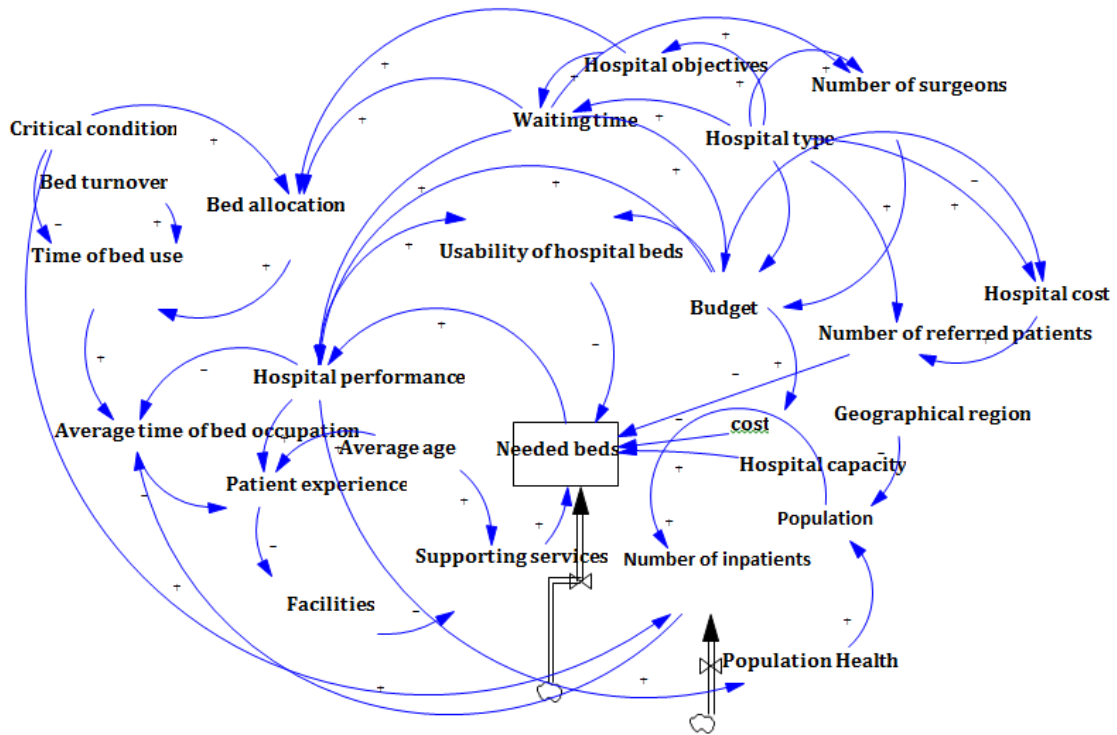 Hospital objectives
Number of surgeons
Critical condition
Waiting time
Hospital type
Bed turnover
Bed allocation
Time of bed use
Usability of hospital beds
Budget
Hospital cost
Number of referred patients
Hospital performance
Geographical region
Average time of bed occupation
Average age
Needed beds
cost
Hospital capacity
Patient experience
Population
Supporting services
Number of inpatients
Facilities
Population Health